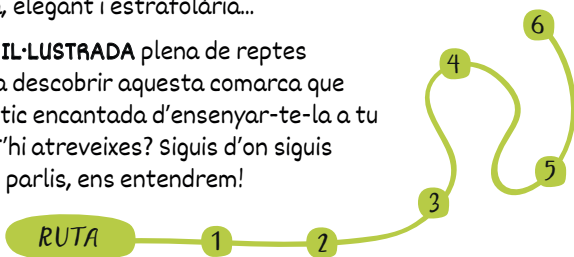 , elegant i estrafolària...
IL·LUSTRADA plena de reptes
a descobrir aquesta comarca que
tic encantada d'ensenyar-te-la a tu
'hi atreveixes? Siguis d'on siguis
parlis, ens entendrem!
RUTA
1
2
3
4
5
6